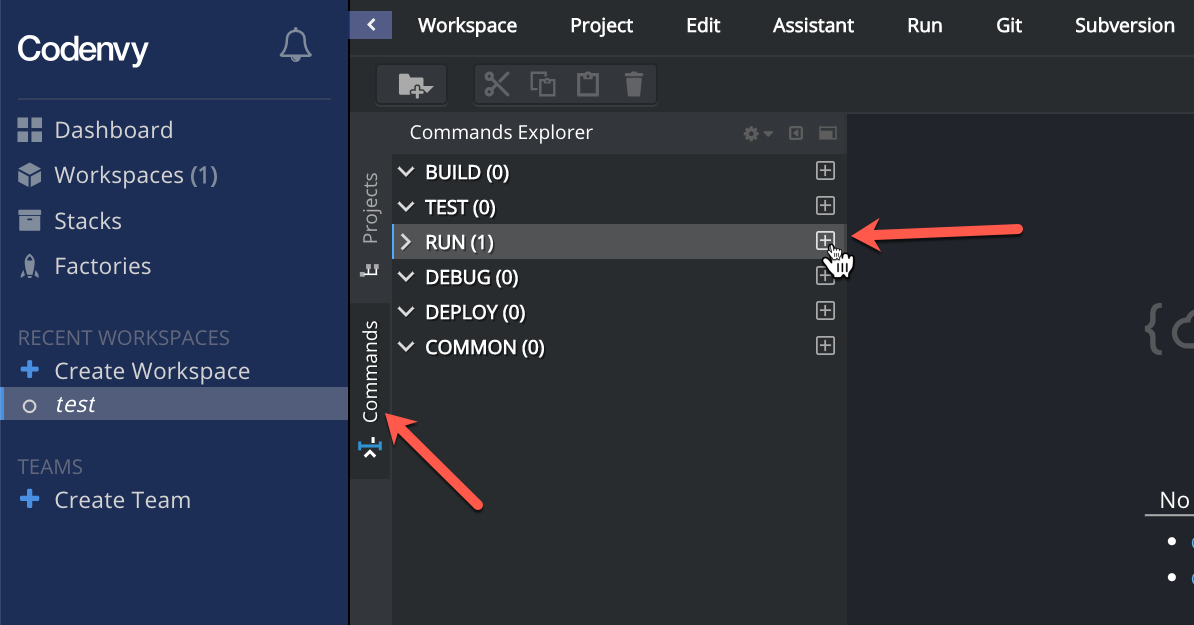 Codenvy
Dashboard
Workspaces (1)
Stacks
Factories
RECENT WORKSPACES
Create Workspace
test
TEAMS
Create Team
Workspace Project Edit Assistant Run Git Subversion
Projects
Commands
Commands Explorer
BUILD (0)
TEST (0)
RUN (1)
DEBUG (0)
DEPLOY (0)
COMMON (0)
No